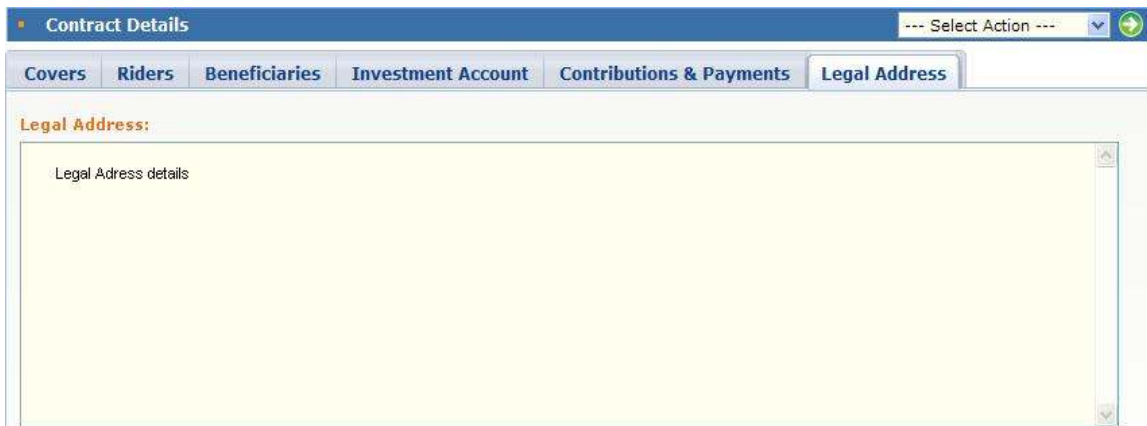 Contract Details --- Select Action ---
Covers Riders Beneficiaries Investment Account Contributions & Payments Legal Address
Legal Address:
Legal Adress details